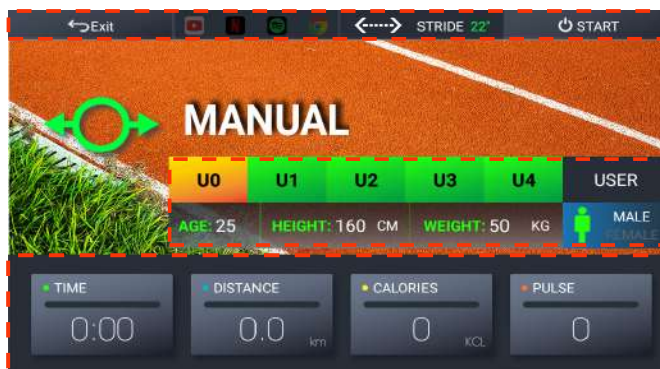 Exit STRIDE 22" START
MANUAL
U0 U1 U2 U3 U4 USER
AGE: 25 HEIGHT: 160 CM WEIGHT: 50 KG MALE
FEMALE
TIME DISTANCE CALORIES PULSE
0:00 0.0 km 0 KCL 0